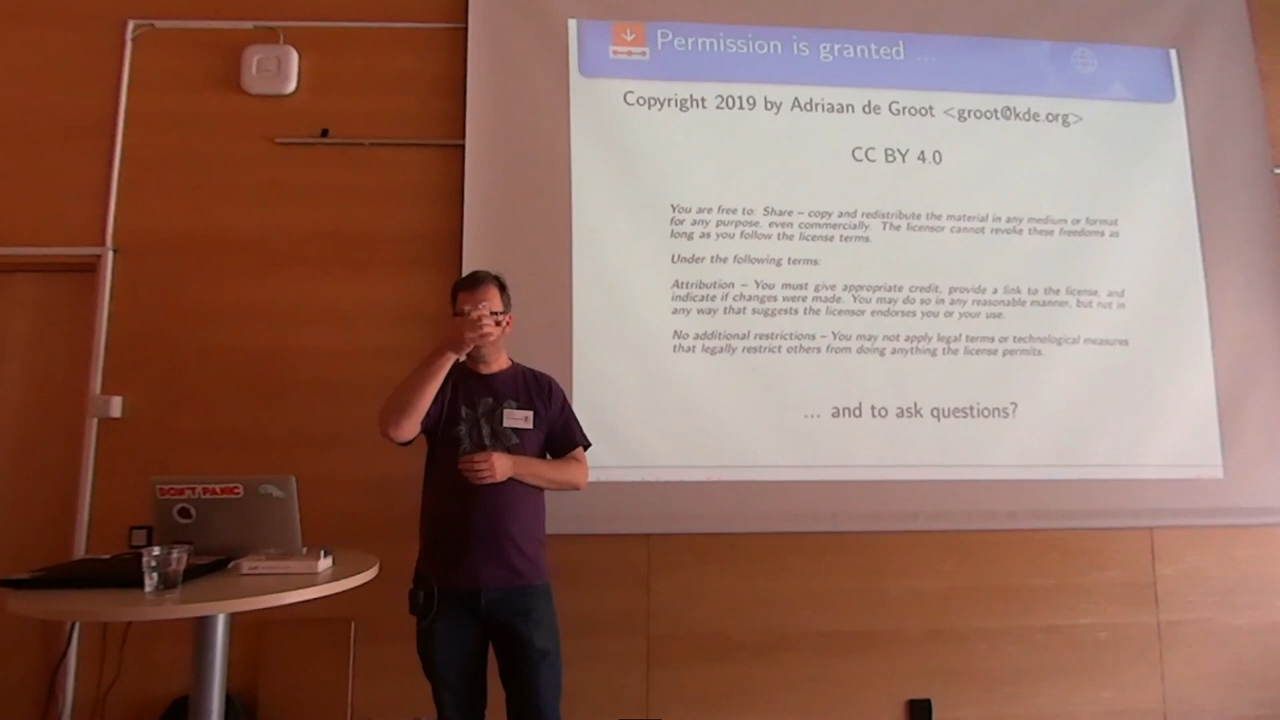 Permission is granted ...
Copyright 2019 by Adriaan de Groot <groot@kde.org>
CC BY 4.0
You are free to: Share – copy and redistribute the material in any medium or format
for any purpose, even commercially. The licensor cannot revoke these freedoms as
long as you follow the license terms.
Under the following terms:
Attribution – You must give appropriate credit, provide a link to the license, and
indicate if changes were made. You may do so in any reasonable manner, but not in
any way that suggests the licensor endorses you or your use.
No additional restrictions – You may not apply legal terms or technological measures
that legally restrict others from doing anything the license permits.
... and to ask questions?
DON'T PANIC